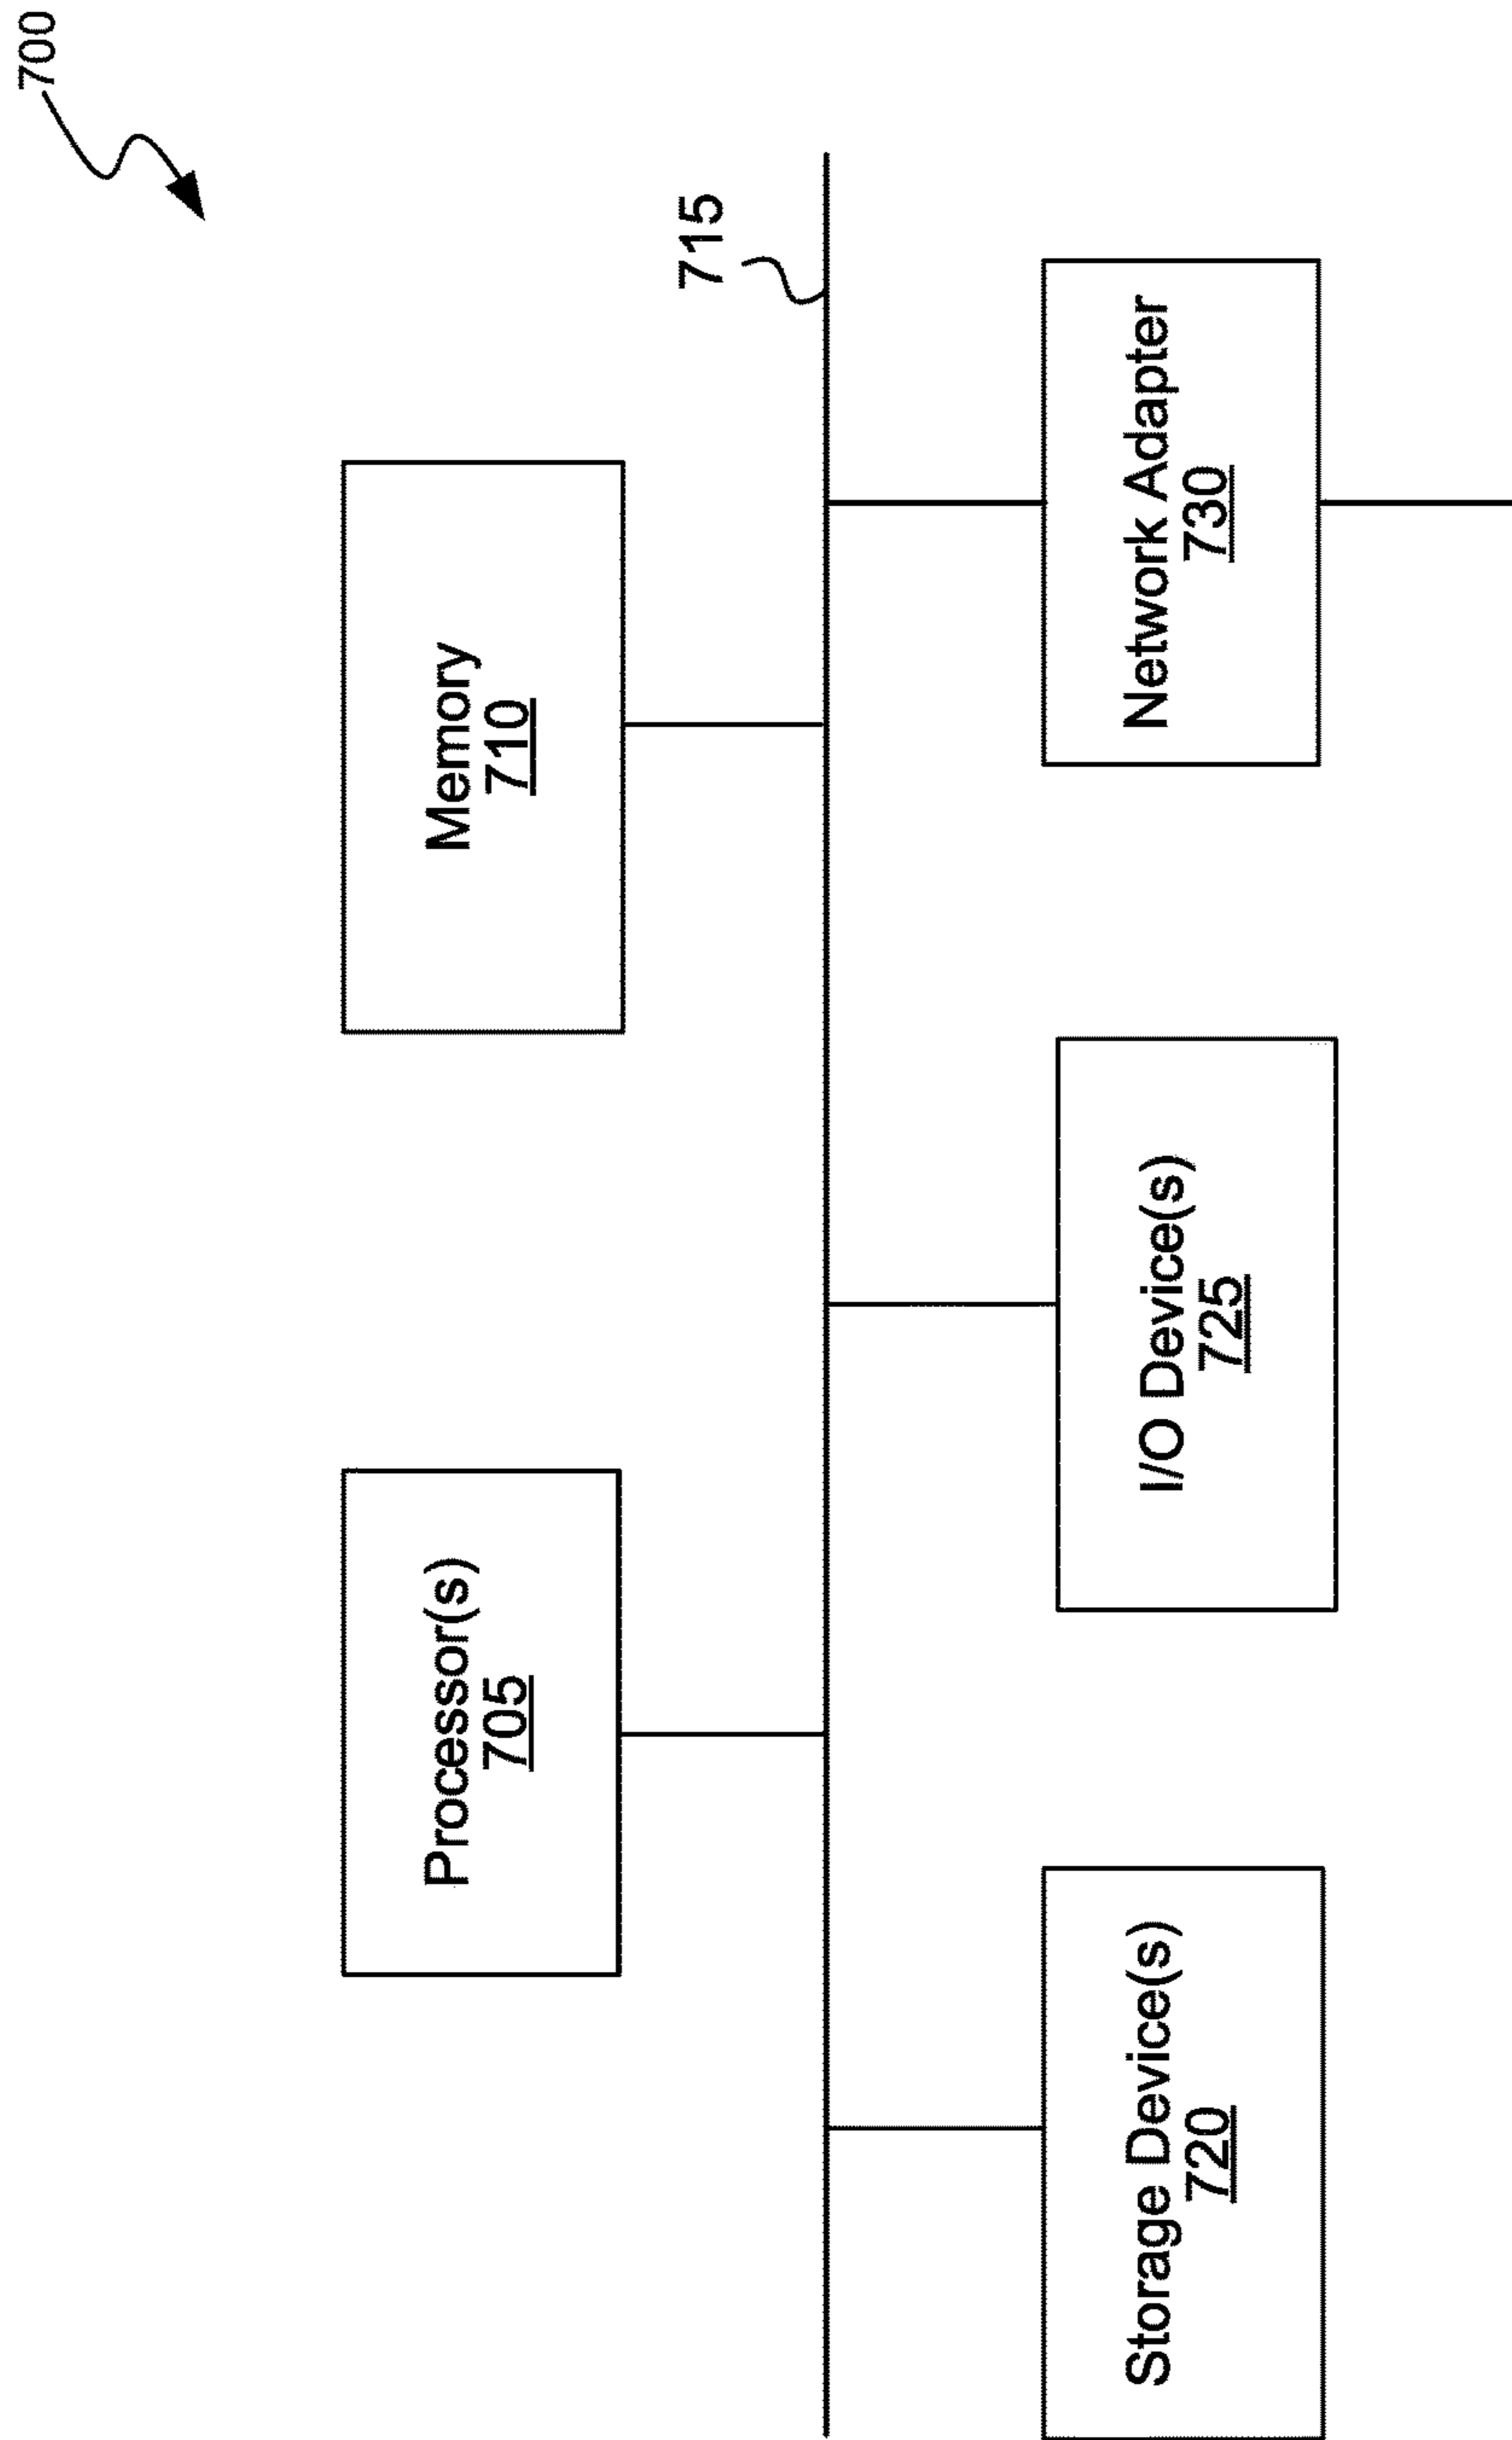 700
Processor(s)
705
Memory
710
715
Storage Device(s)
720
I/O Device(s)
725
Network Adapter
730